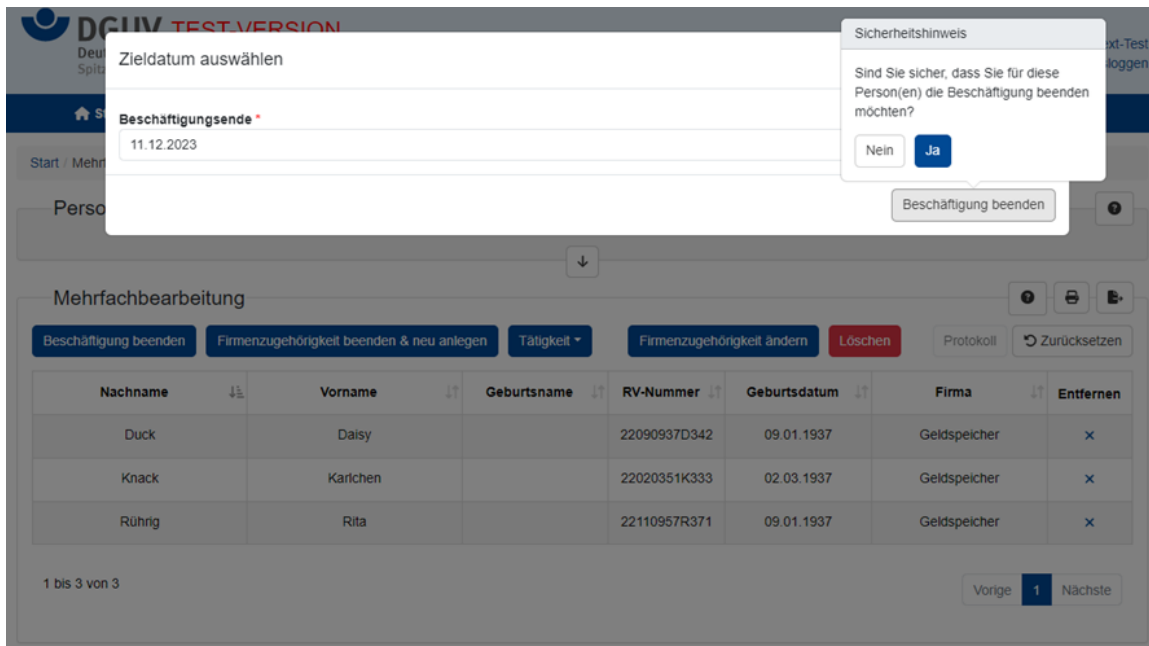 DGUV TEST-VERSION
Zieldatum auswählen
Beschäftigungsende *
11.12.2023
Beschäftigung beenden
Sicherheitshinweis
Sind Sie sicher, dass Sie für diese
Person(en) die Beschäftigung beenden
möchten?
Nein Ja
Start / Mehrf
Perso
Mehrfachbearbeitung
Beschäftigung beenden Firmenzugehörigkeit beenden & neu anlegen Tätigkeit Firmenzugehörigkeit ändern Löschen Protokoll Zurücksetzen
Nachname Vorname Geburtsname RV-Nummer Geburtsdatum Firma Entfernen
Duck Daisy 22090937D342 09.01.1937 Geldspeicher
Knack Karlchen 22020351K333 02.03.1937 Geldspeicher
Rührig Rita 22110957R371 09.01.1937 Geldspeicher
1 bis 3 von 3
Vorige 1 Nächste